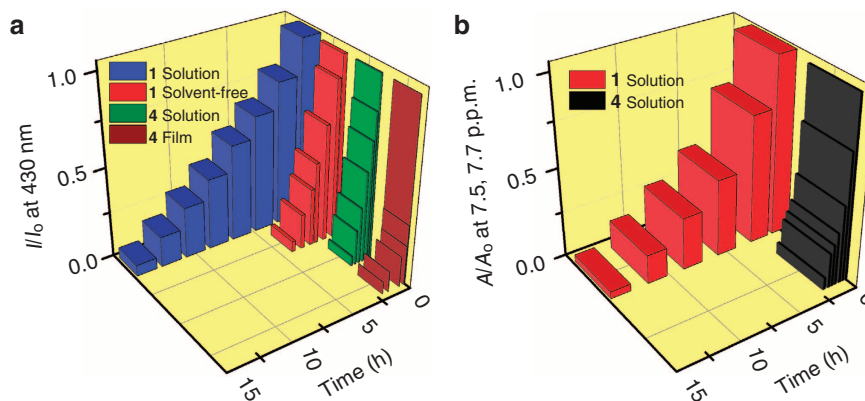 a
1.0
0.5
0.0
I/Io at 430 nm
1 Solution
1 Solvent-free
4 Solution
4 Film
15
10
5
0
Time (h)
b
1.0
0.5
0.0
A/Ao at 7.5, 7.7 p.p.m.
1 Solution
4 Solution
15
10
5
Time (h)